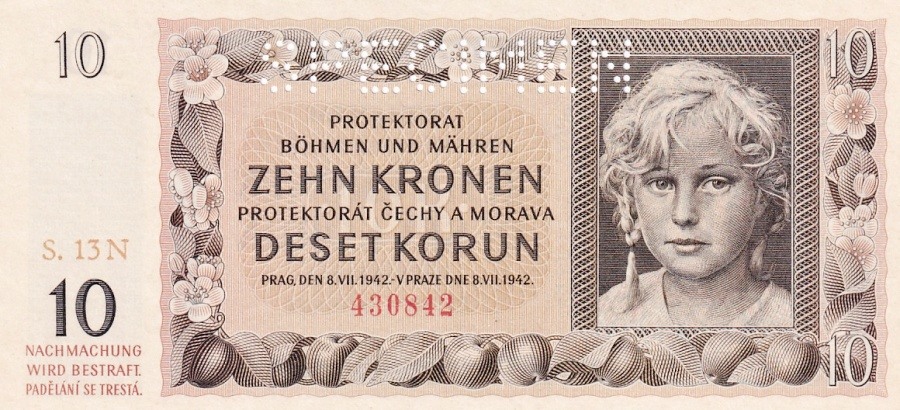 10
SPECIMEN
10
PROTEKTORAT
BÖHMEN UND MÄHREN
ZEHN KRONEN
PROTEKTORÁT ČECHY A MORAVA
DESET KORUN
PRAG, DEN 8.VII.1942.-V PRAZE DNE 8.VII.1942.
430842
S. 13 N
10
NACHMACHUNG
WIRD BESTRAFT.
PADĚLÁNÍ SE TRESTÁ.
10